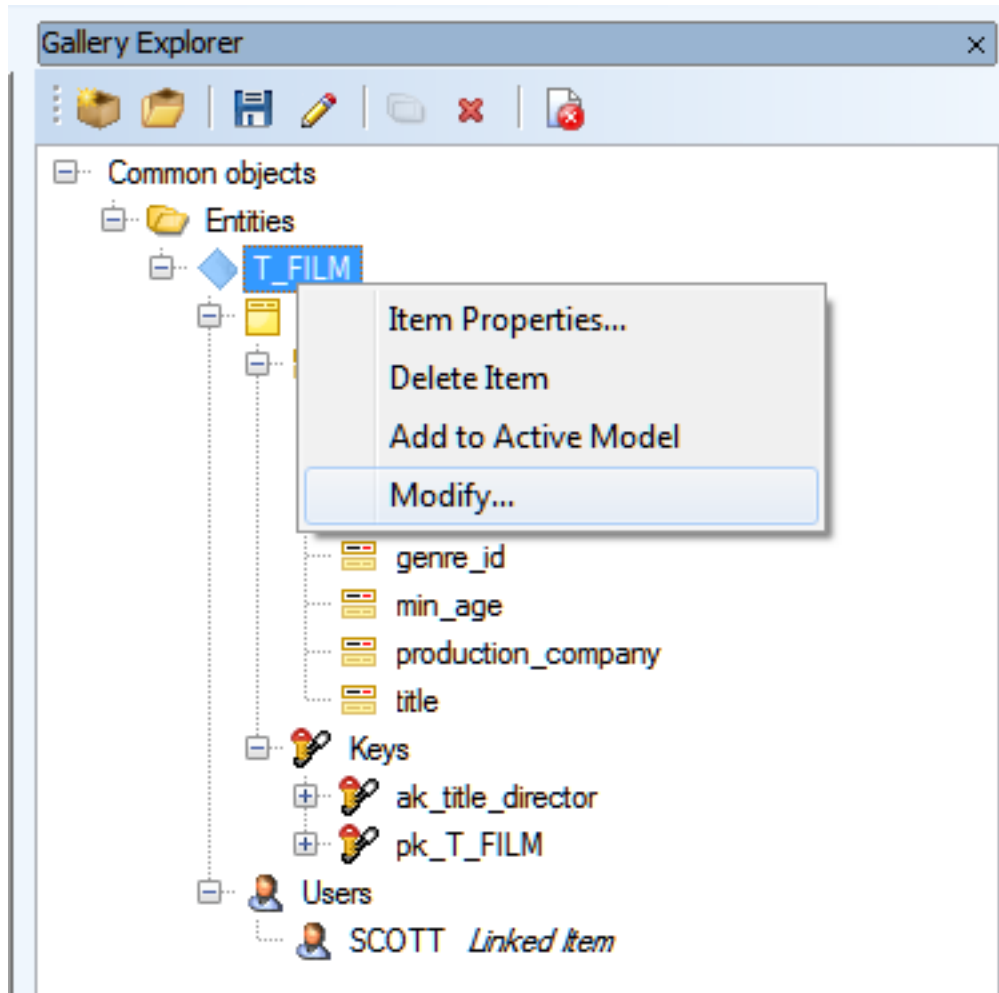 Gallery Explorer
Common objects
Entities
T_FILM
Item Properties...
Delete Item
Add to Active Model
Modify...
genre_id
min_age
production_company
title
Keys
ak_title_director
pk_T_FILM
Users
SCOTT Linked Item